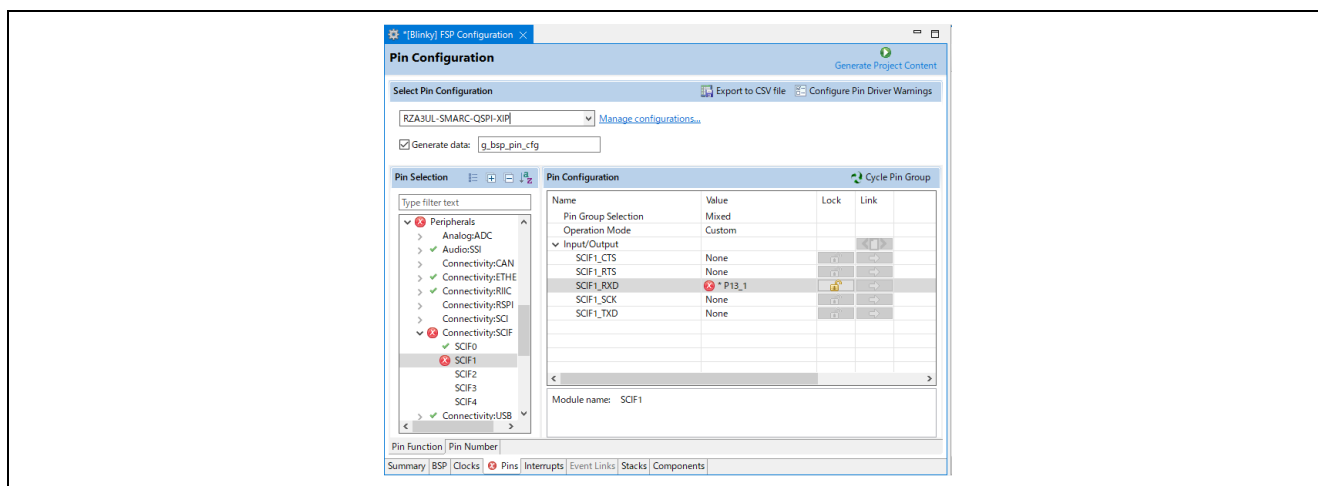 *[Blinky] FSP Configuration
Pin Configuration
Generate Project Content
Select Pin Configuration
Export to CSV file
Configure Pin Driver Warnings
RZA3UL-SMARC-QSPI-XIP
Manage configurations...
Generate data: g_bsp_pin_cfg
Pin Selection
Type filter text
Peripherals
Analog:ADC
Audio:SSI
Connectivity:CAN
Connectivity:ETHE
Connectivity:RIIC
Connectivity:RSPI
Connectivity:SCI
Connectivity:SCIF
SCIF0
SCIF1
SCIF2
SCIF3
SCIF4
Connectivity:USB
Pin Configuration
Cycle Pin Group
Name Value Lock Link
Pin Group Selection Mixed
Operation Mode Custom
Input/Output
SCIF1_CTS None
SCIF1_RTS None
SCIF1_RXD * P13_1
SCIF1_SCK None
SCIF1_TXD None
Module name: SCIF1
Pin Function Pin Number
Summary BSP Clocks Pins Interrupts Event Links Stacks Components